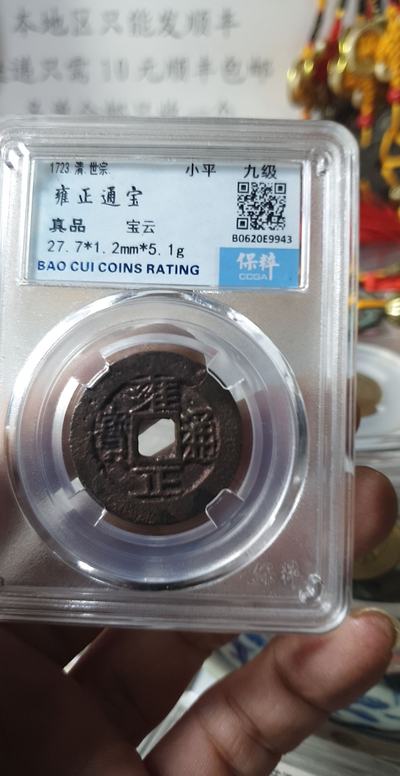 本地区只能发顺丰
只需10元顺丰包邮
1723 清.世宗 小平 九级
雍正通宝
真品 宝云
B0620E9943
27.7*1.2mm*5.1g
保粹
CCGA
BAO CUI COINS RATING
雍
寶 通
正
保粹